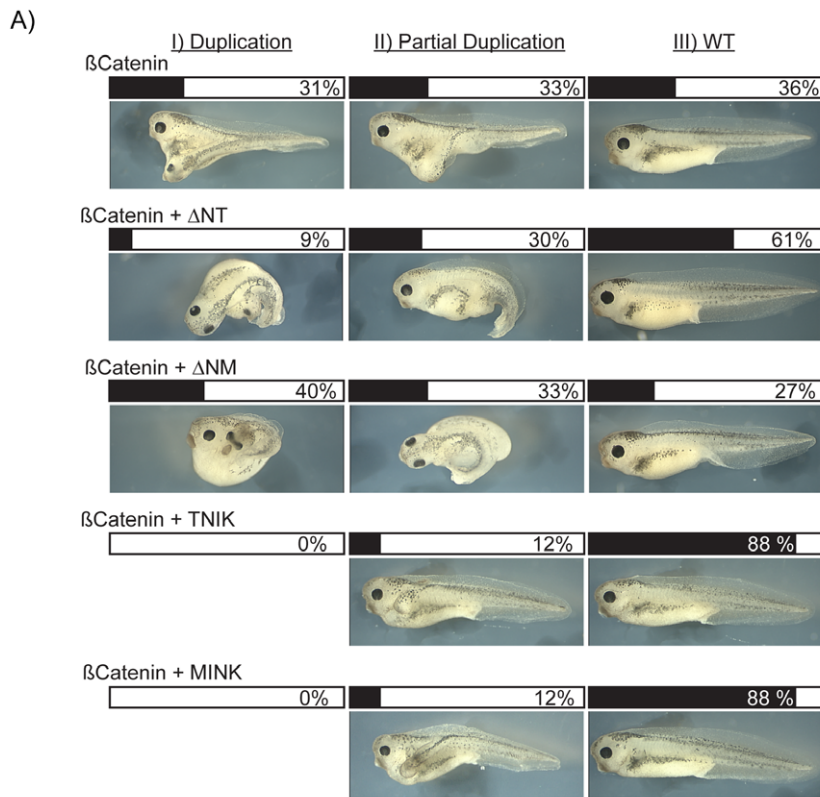 A)
I) Duplication II) Partial Duplication III) WT
ßCatenin
31% 33% 36%
ßCatenin + ΔNT
9% 30% 61%
ßCatenin + ΔNM
40% 33% 27%
ßCatenin + TNIK
0% 12% 88 %
ßCatenin + MINK
0% 12% 88 %